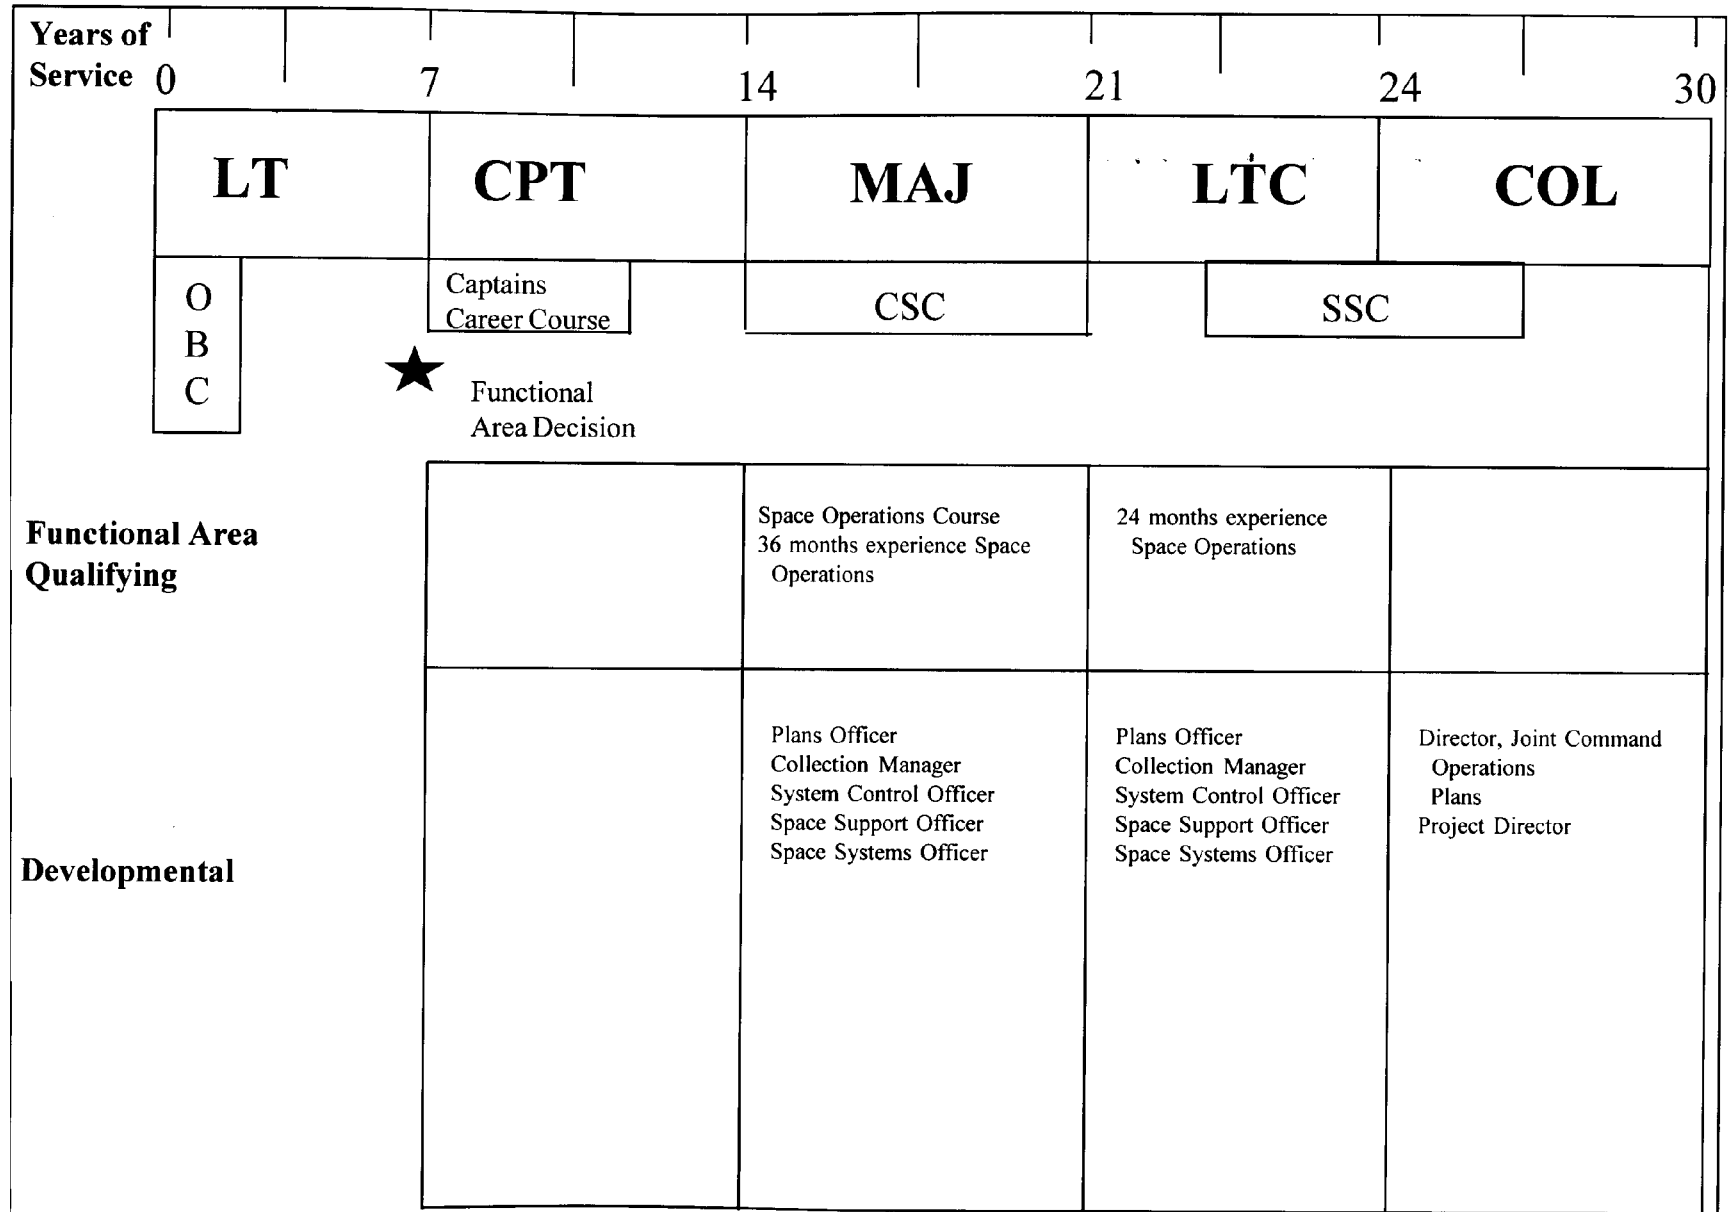 Years of
Service 0 7 14 21 24 30
LT CPT MAJ LTC COL
O
B
C
Captains
Career Course
CSC
SSC
Functional
Area Decision
Functional Area
Qualifying
Space Operations Course
36 months experience Space
Operations
24 months experience
Space Operations
Developmental
Plans Officer
Collection Manager
System Control Officer
Space Support Officer
Space Systems Officer
Plans Officer
Collection Manager
System Control Officer
Space Support Officer
Space Systems Officer
Director, Joint Command
Operations
Plans
Project Director